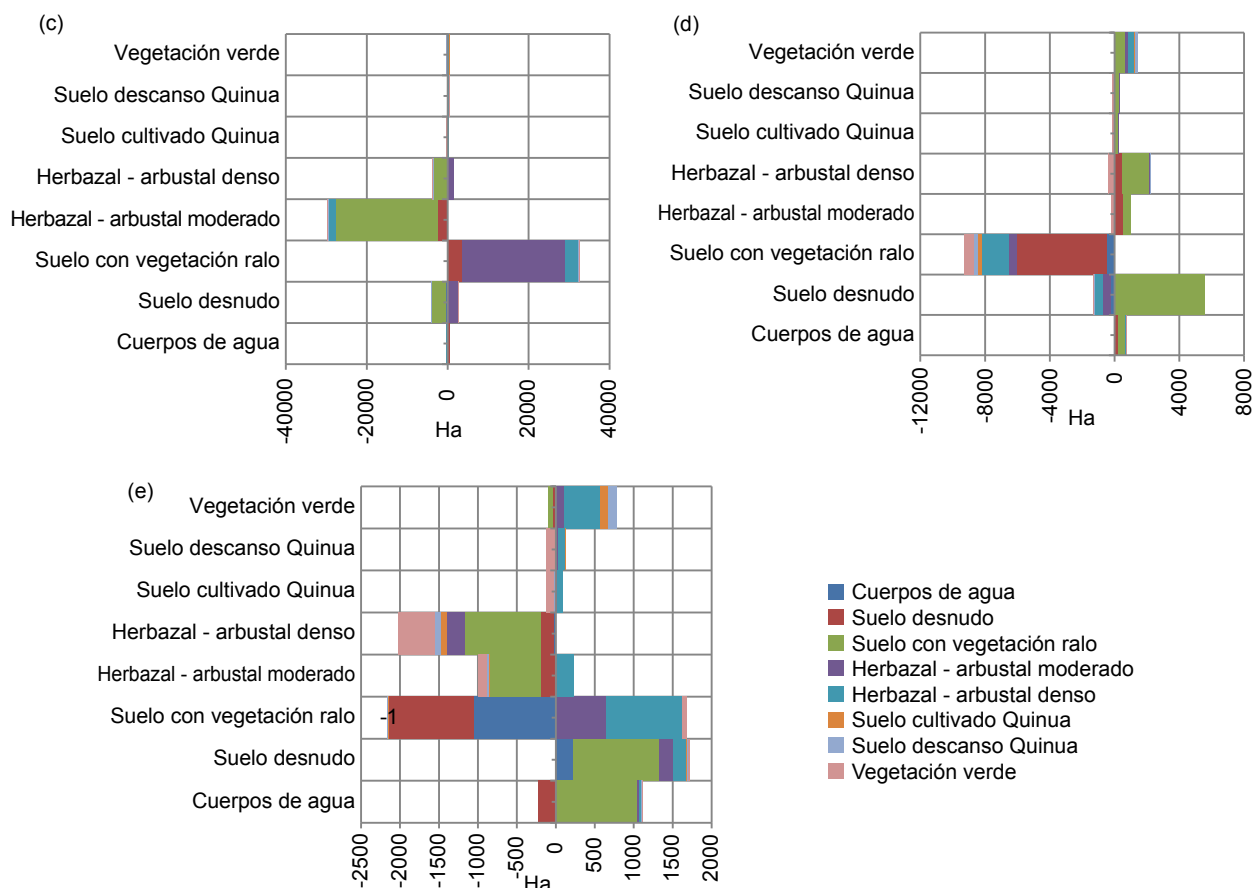 (c)
Vegetación verde
Suelo descanso Quinua
Suelo cultivado Quinua
Herbazal - arbustal denso
Herbazal - arbustal moderado
Suelo con vegetación ralo
Suelo desnudo
Cuerpos de agua
-40000
-20000
0
20000
40000
Ha
(d)
Vegetación verde
Suelo descanso Quinua
Suelo cultivado Quinua
Herbazal - arbustal denso
Herbazal - arbustal moderado
Suelo con vegetación ralo
Suelo desnudo
Cuerpos de agua
-12000
-8000
-4000
0
4000
8000
Ha
(e)
Vegetación verde
Suelo descanso Quinua
Suelo cultivado Quinua
Herbazal - arbustal denso
Herbazal - arbustal moderado
Suelo con vegetación ralo
-1
Suelo desnudo
Cuerpos de agua
-2500
-2000
-1500
-1000
-500
0
500
1000
1500
2000
Ha
Cuerpos de agua
Suelo desnudo
Suelo con vegetación ralo
Herbazal - arbustal moderado
Herbazal - arbustal denso
Suelo cultivado Quinua
Suelo descanso Quinua
Vegetación verde